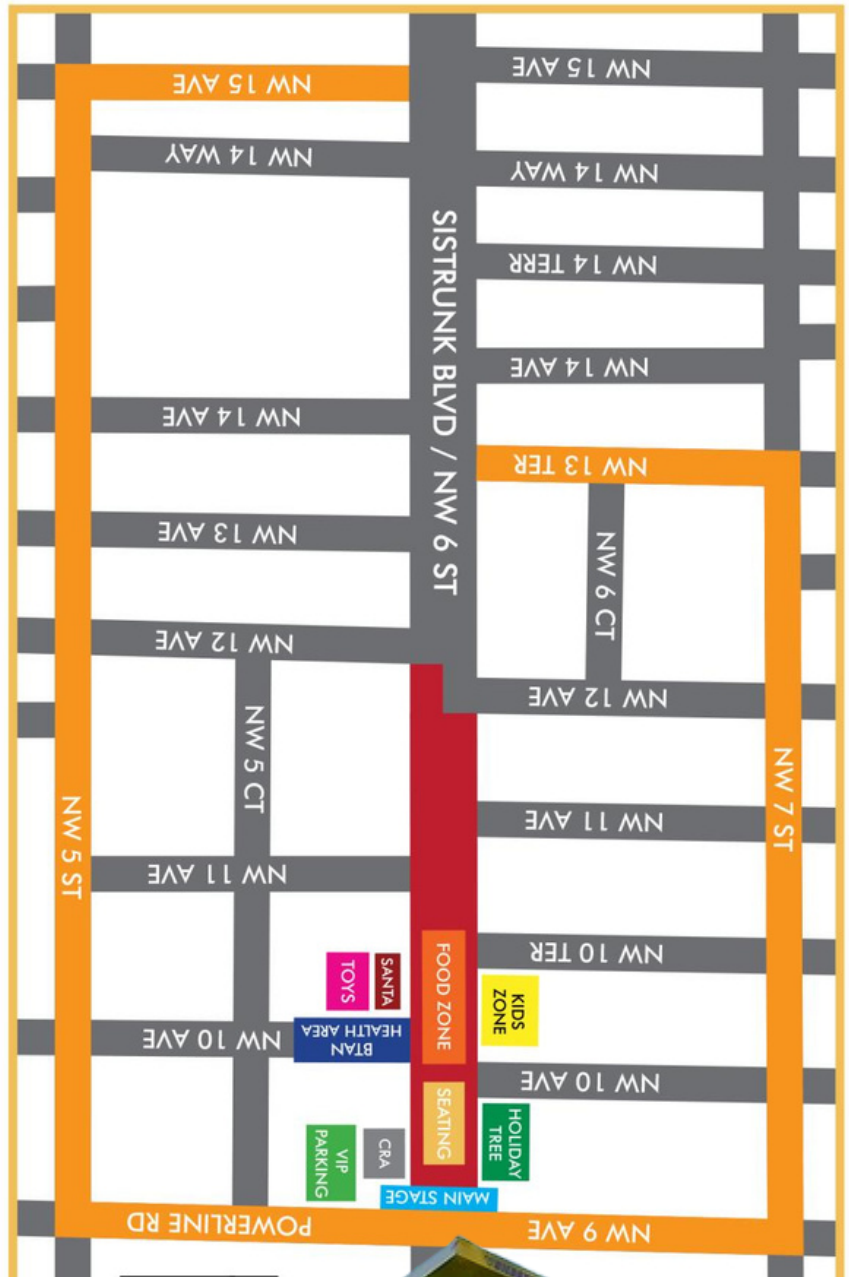 NW 15 AVE
NW 15 AVE
NW 14 WAY
NW 14 WAY
NW 14 TERR
NW 14 AVE
NW 14 AVE
SISTRUNK BLVD / NW 6 ST
NW 13 TER
NW 13 AVE
NW 6 CT
NW 12 AVE
NW 12 AVE
NW 5 CT
NW 7 ST
NW 5 ST
NW 11 AVE
NW 11 AVE
NW 10 TER
TOYS
SANTA
FOOD ZONE
KIDS
ZONE
NW 10 AVE
BTAN
HEALTH AREA
NW 10 AVE
SEATING
HOLIDAY
TREE
VIP
PARKING
CRA
MAIN STAGE
POWERLINE RD
NW 9 AVE